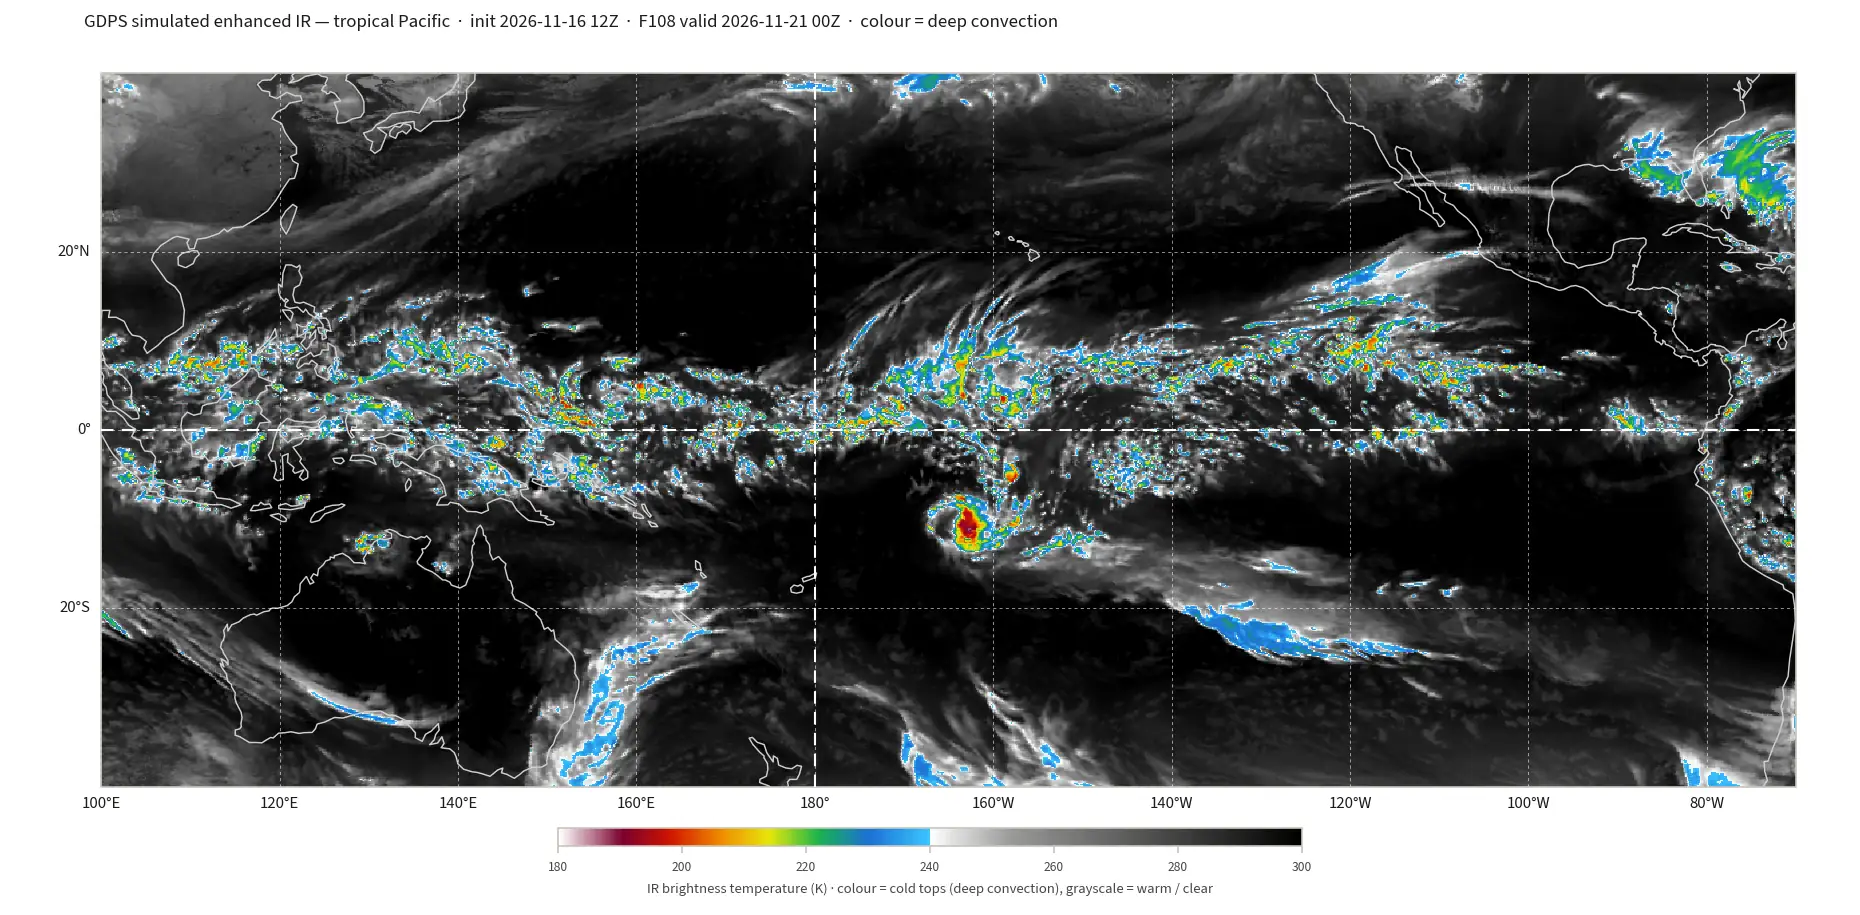 GDPS simulated enhanced IR — tropical Pacific · init 2026-11-16 12Z · F108 valid 2026-11-21 00Z · colour = deep convection
20°N
0°
20°S
100°E 120°E 140°E 160°E 180° 160°W 140°W 120°W 100°W 80°W
180 200 220 240 260 280 300
IR brightness temperature (K) · colour = cold tops (deep convection), grayscale = warm / clear